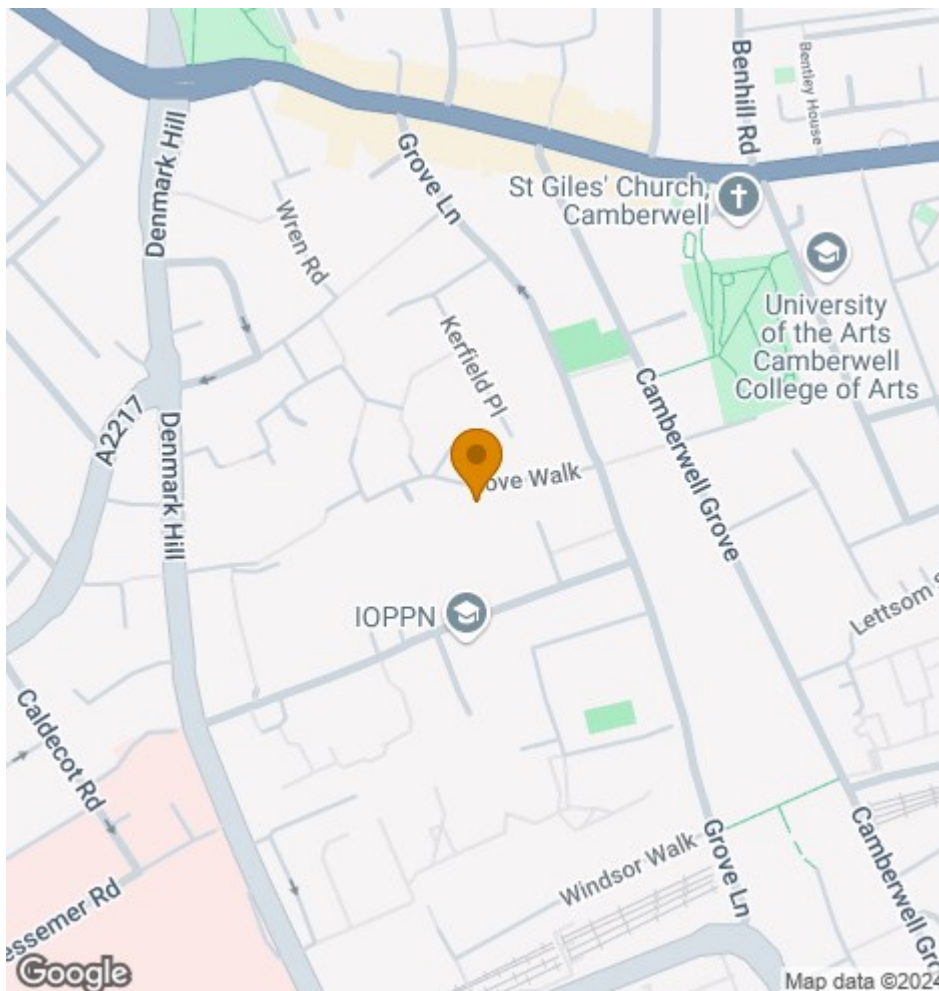 Denmark Hill
Benhill Rd
Bentley House
Grove Ln
St Giles' Church,
Camberwell
Wren Rd
University
of the Arts
Camberwell
College of Arts
Kerfield Pl
A2217
Denmark Hill
ove Walk
Camberwell Grove
IOPPN
Lettsom S
Caldecot Rd
Windsor Walk
Grove Ln
Camberwell Gro
essemer Rd
Google
Map data ©2024